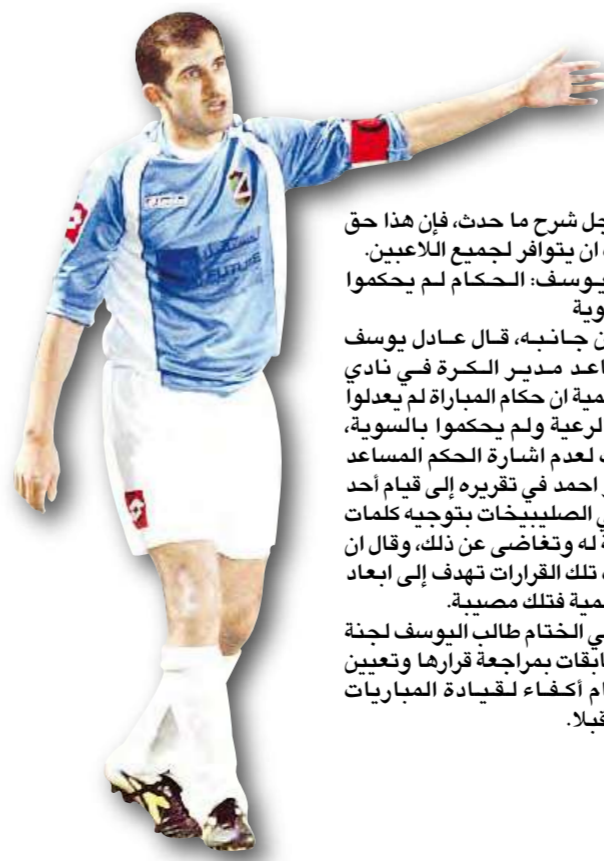 Z
FUTURE
جل شرح ما حدث، فإن هذا حق
ان يتوافر لجميع اللاعبين.
يوسف: الحكام لم يحكموا
وية
ن جانبه، قال عادل يوسف
اعد مدير الكرة في نادي
مية ان حكام المباراة لم يعدلوا
لرعية ولم يحكموا بالسوية،
لعدم اشارة الحكم المساعد
احمد في تقريره إلى قيام أحد
ي الصليبيخات بتوجيه كلمات
ة له وتغاضى عن ذلك، وقال ان
تلك القرارات تهدف إلى ابعاد
مية فتلك مصيبة.
ي الختام طالب اليوسف لجنة
ابقات بمراجعة قرارها وتعيين
ام أكفاء لقيادة المباريات
قبلا.